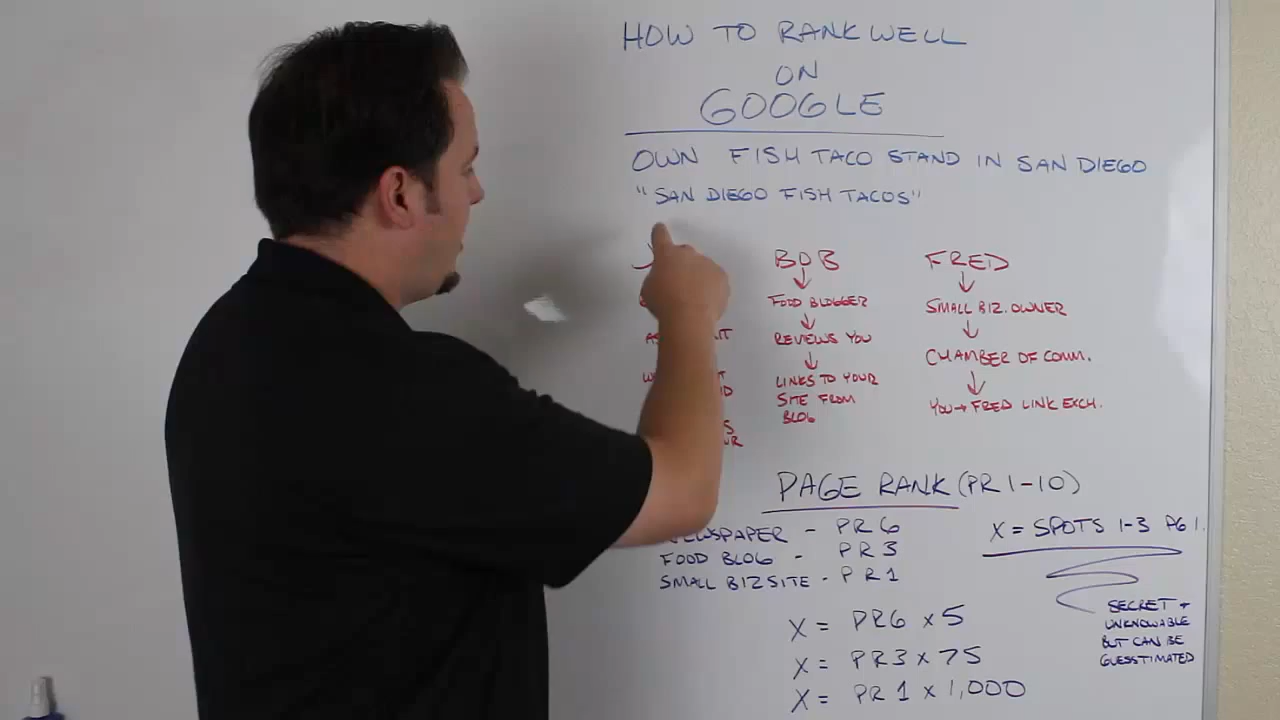 HOW TO RANK WELL
ON
GOOGLE
OWN FISH TACO STAND IN SAN DIEGO
"SAN DIEGO FISH TACOS"
BOB
FOOD BLOGGER
REVIEWS YOU
LINKS TO YOUR
SITE FROM
BLOG
FRED
SMALL BIZ. OWNER
CHAMBER OF COMM.
YOU → FRED LINK EXCH.
PAGE RANK (PR 1-10)
- PR 6
FOOD BLOG - PR 3
SMALL BIZ SITE - PR 1
X = SPOTS 1-3 PG 1.
SECRET +
UNKNOWABLE
BUT CAN BE
GUESSTIMATED
X = PR6 x 5
X = PR3 x 75
X = PR 1 x 1,000